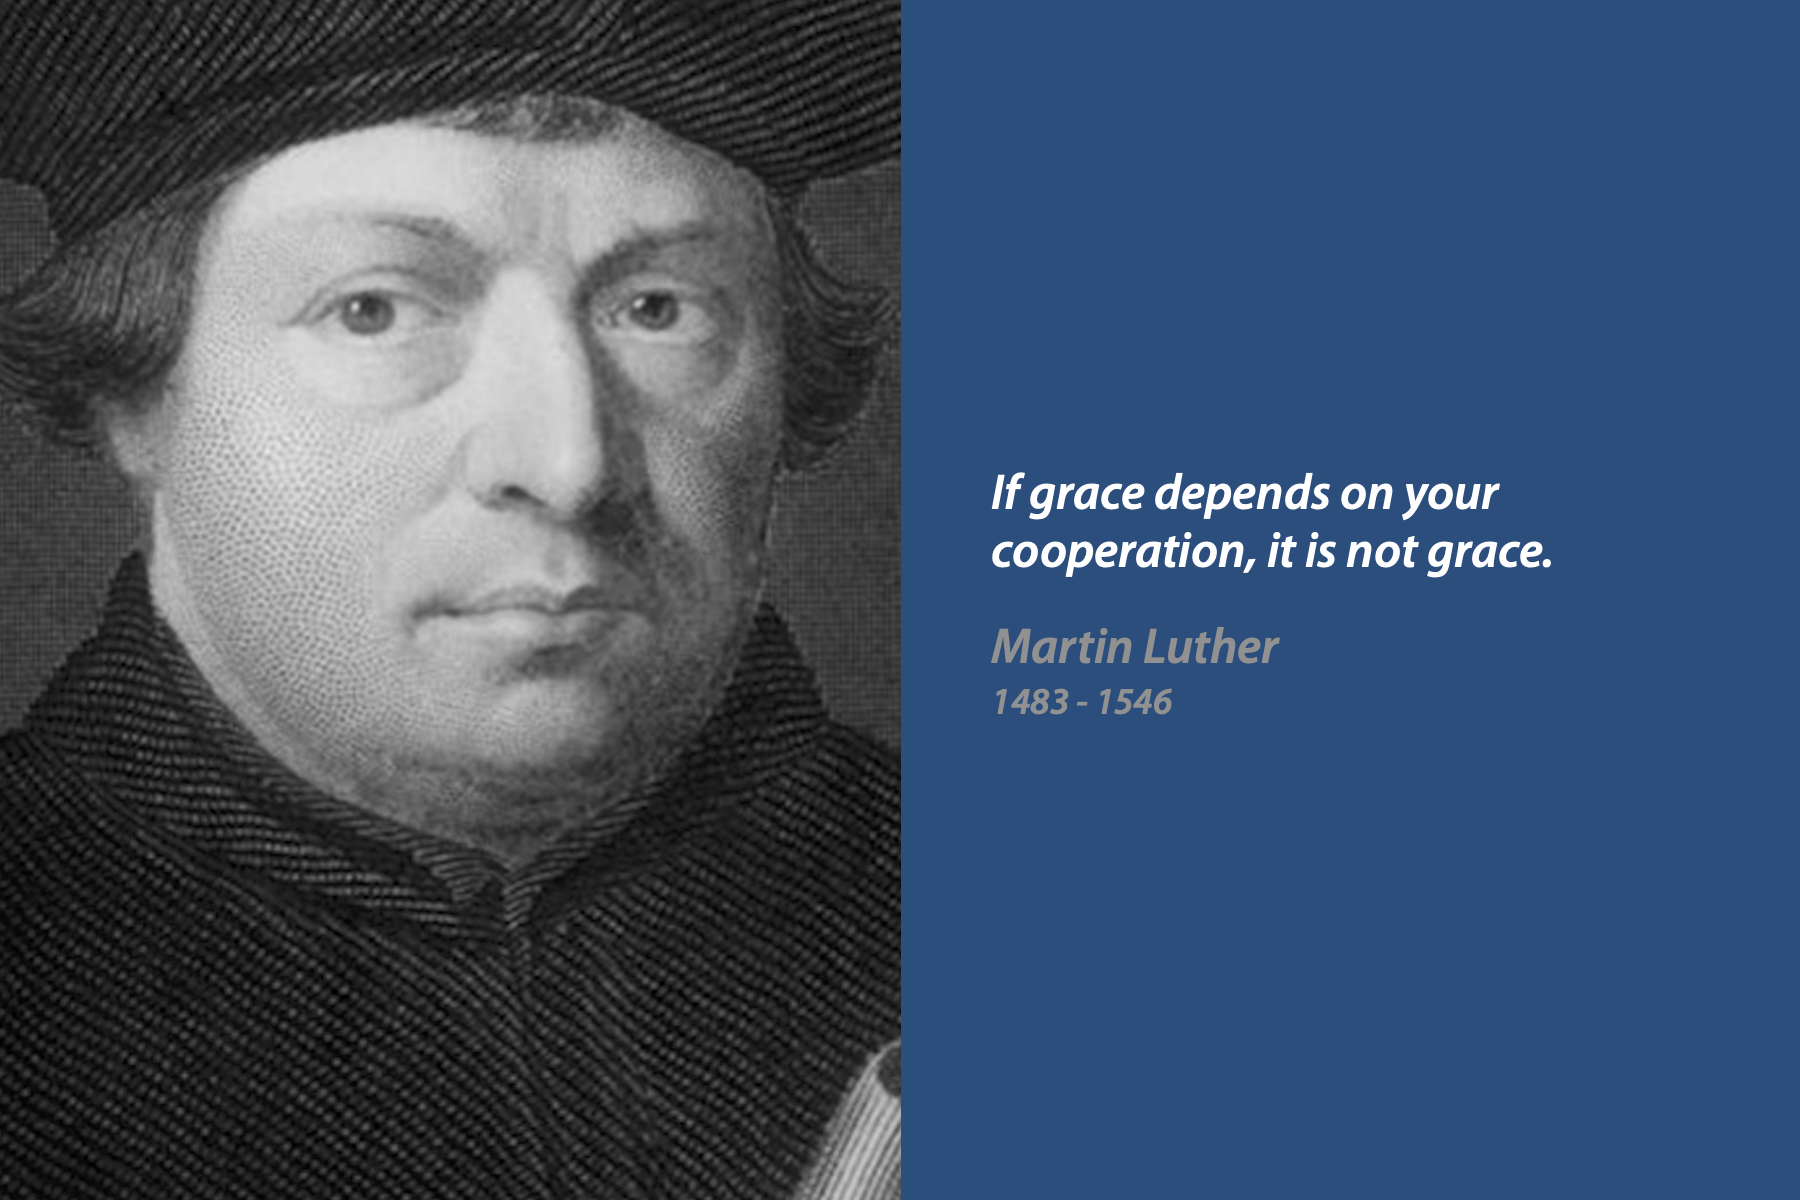 If grace depends on your
cooperation, it is not grace.
Martin Luther
1483 - 1546